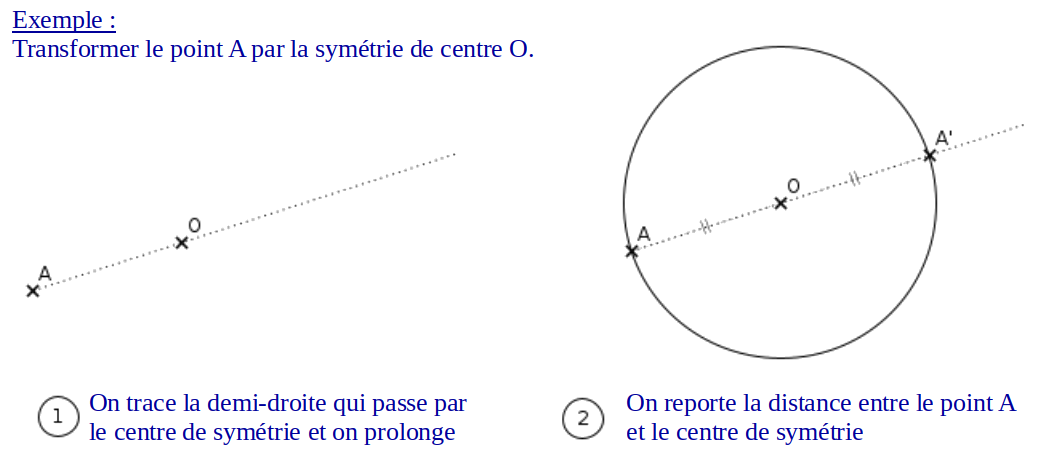 Exemple :
Transformer le point A par la symétrie de centre O.
A
O
A
O
A'
1
On trace la demi-droite qui passe par
le centre de symétrie et on prolonge
2
On reporte la distance entre le point A
et le centre de symétrie